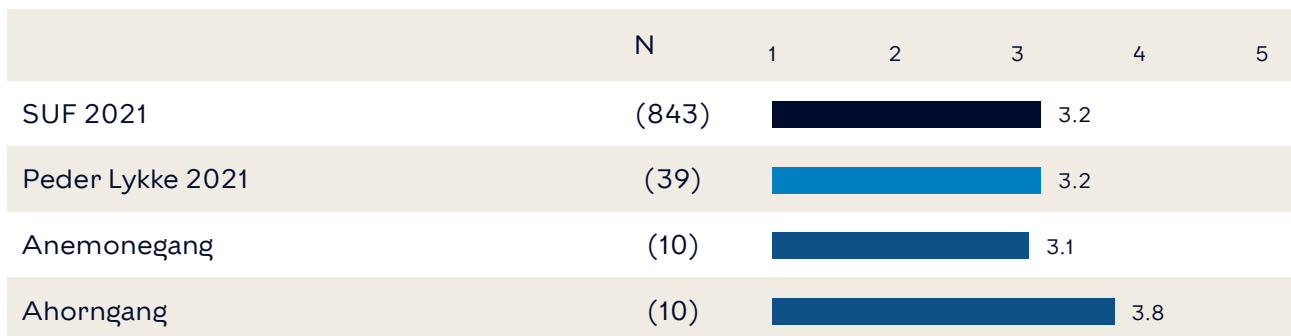 N 1 2 3 4 5
SUF 2021 (843) 3.2
Peder Lykke 2021 (39) 3.2
Anemonegang (10) 3.1
Ahorngang (10) 3.8